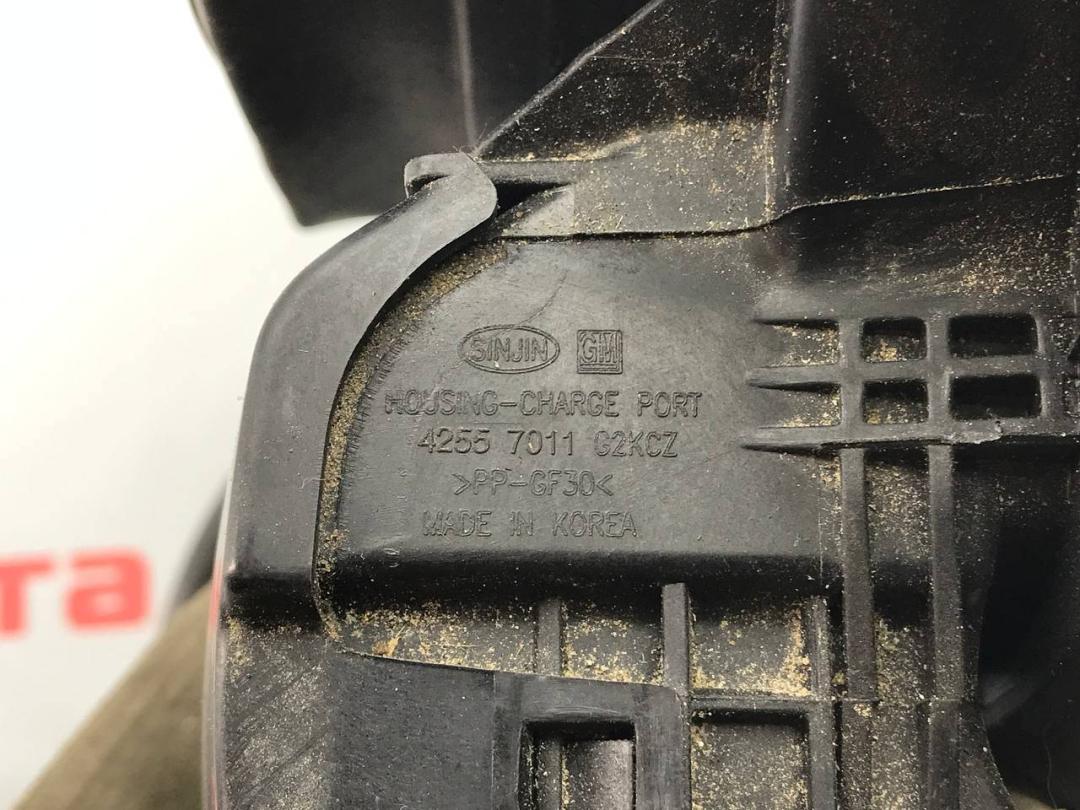 SINJIN GM
HOUSING-CHARGE PORT
4255 7011 G2KCZ
>PP-GF30<
MADE IN KOREA